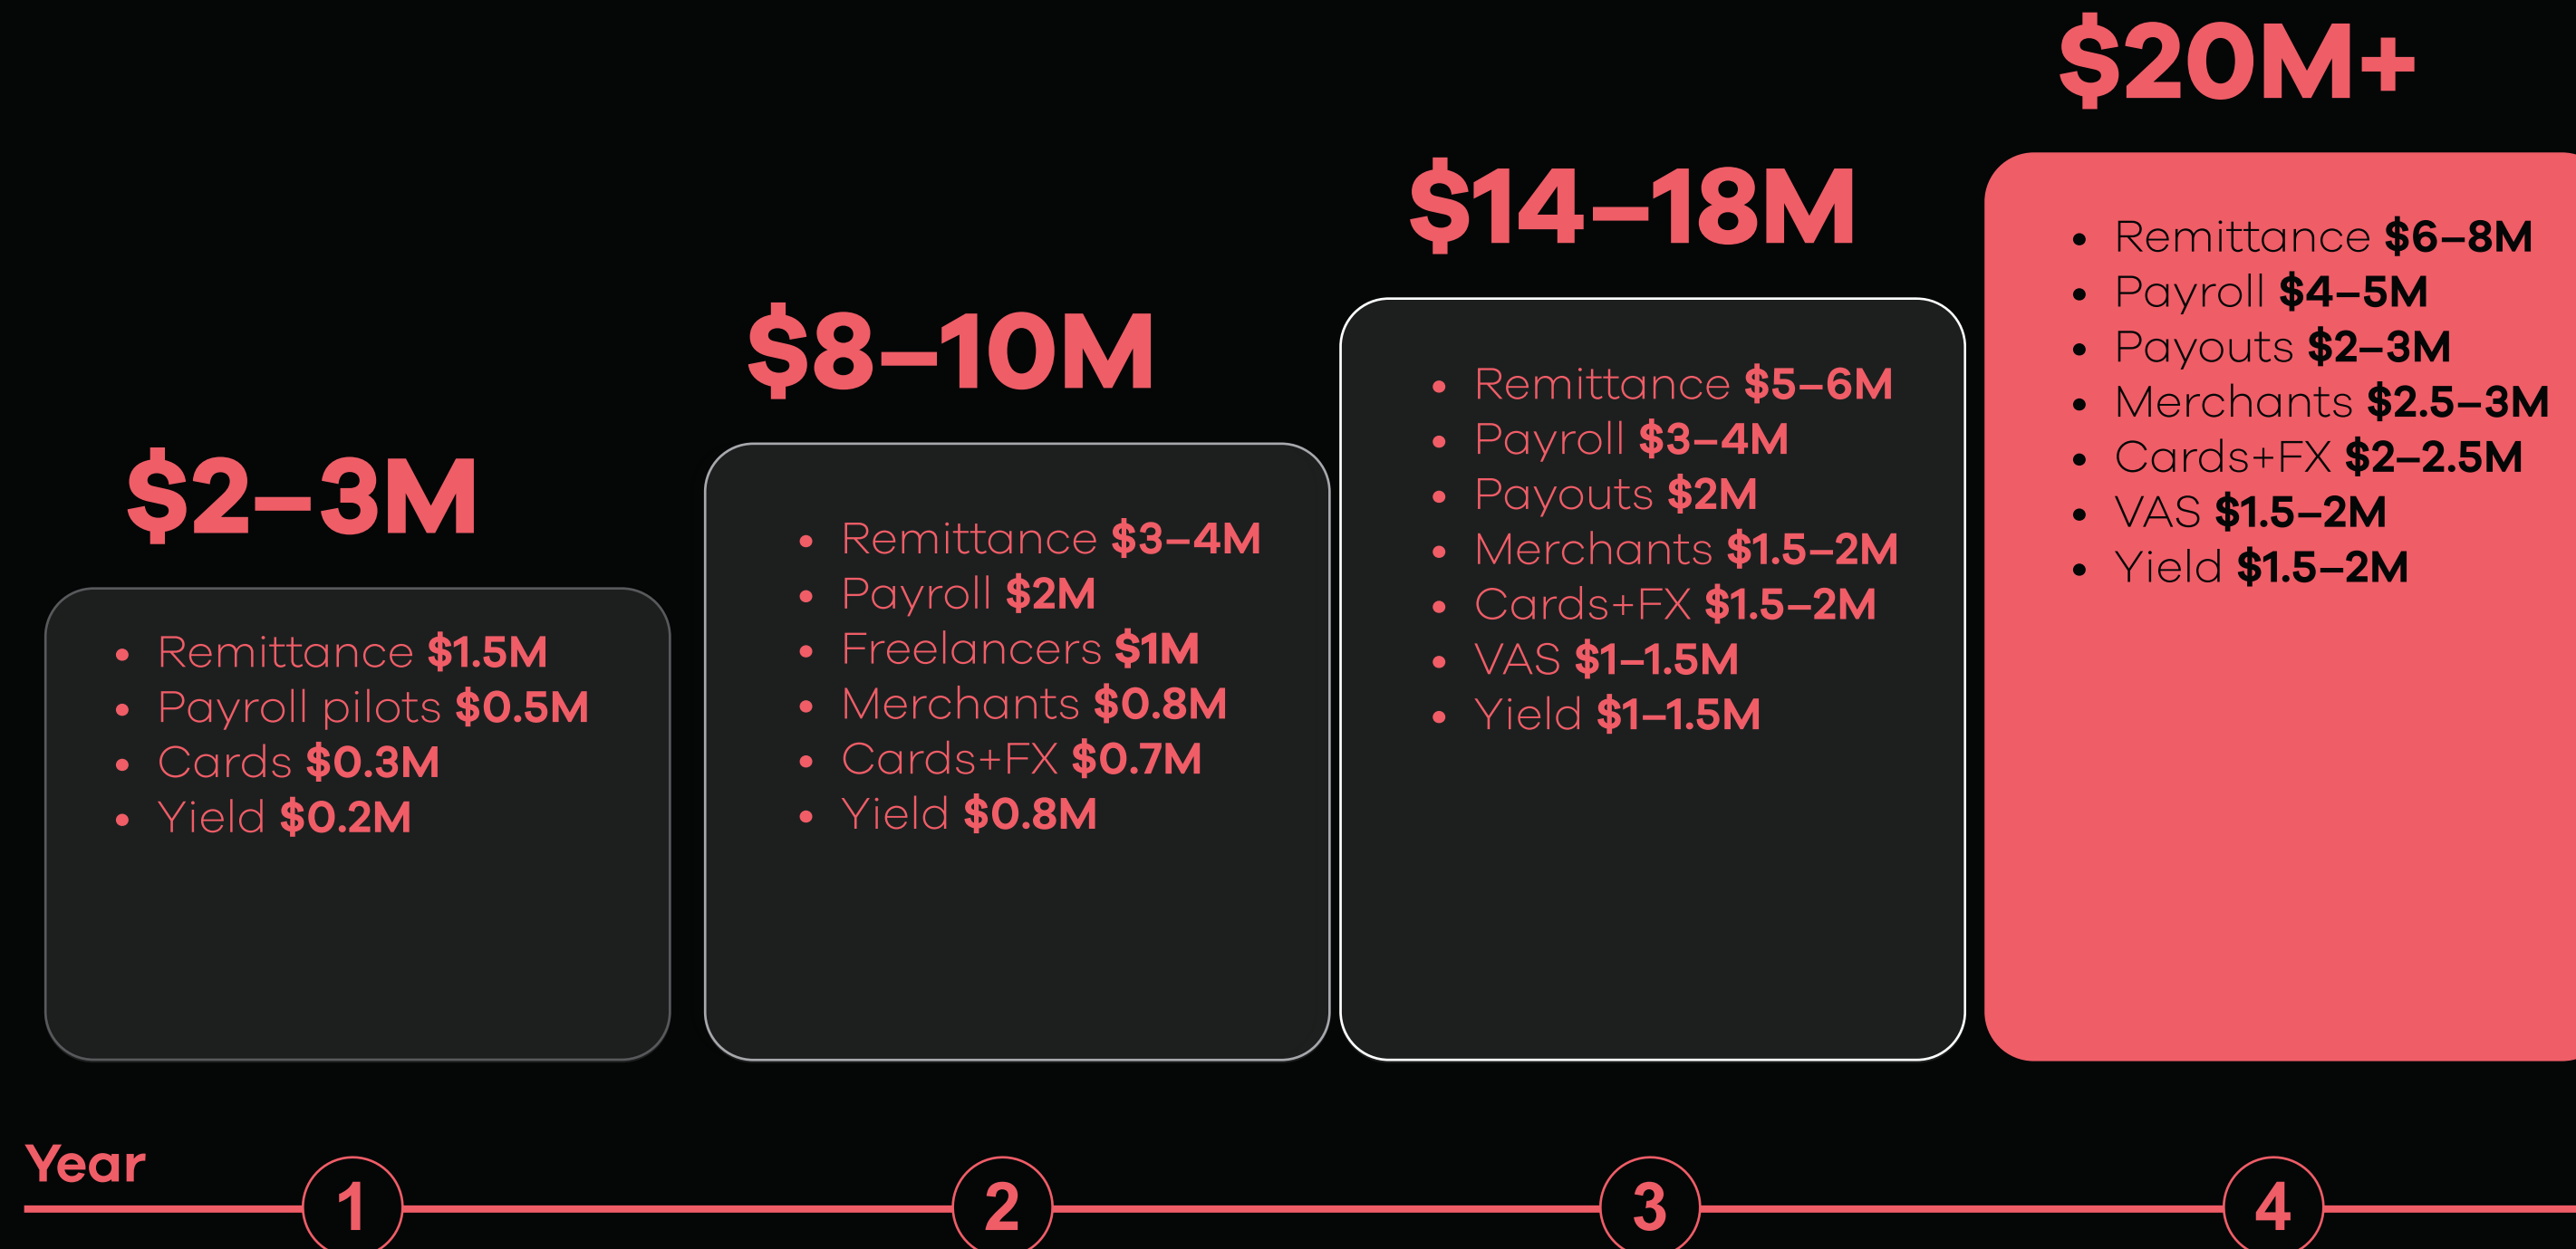 $2–3M
• Remittance $1.5M
• Payroll pilots $0.5M
• Cards $0.3M
• Yield $0.2M
$8–10M
• Remittance $3–4M
• Payroll $2M
• Freelancers $1M
• Merchants $0.8M
• Cards+FX $0.7M
• Yield $0.8M
$14–18M
• Remittance $5–6M
• Payroll $3–4M
• Payouts $2M
• Merchants $1.5–2M
• Cards+FX $1.5–2M
• VAS $1–1.5M
• Yield $1–1.5M
$20M+
• Remittance $6–8M
• Payroll $4–5M
• Payouts $2–3M
• Merchants $2.5–3M
• Cards+FX $2–2.5M
• VAS $1.5–2M
• Yield $1.5–2M
Year
1
2
3
4